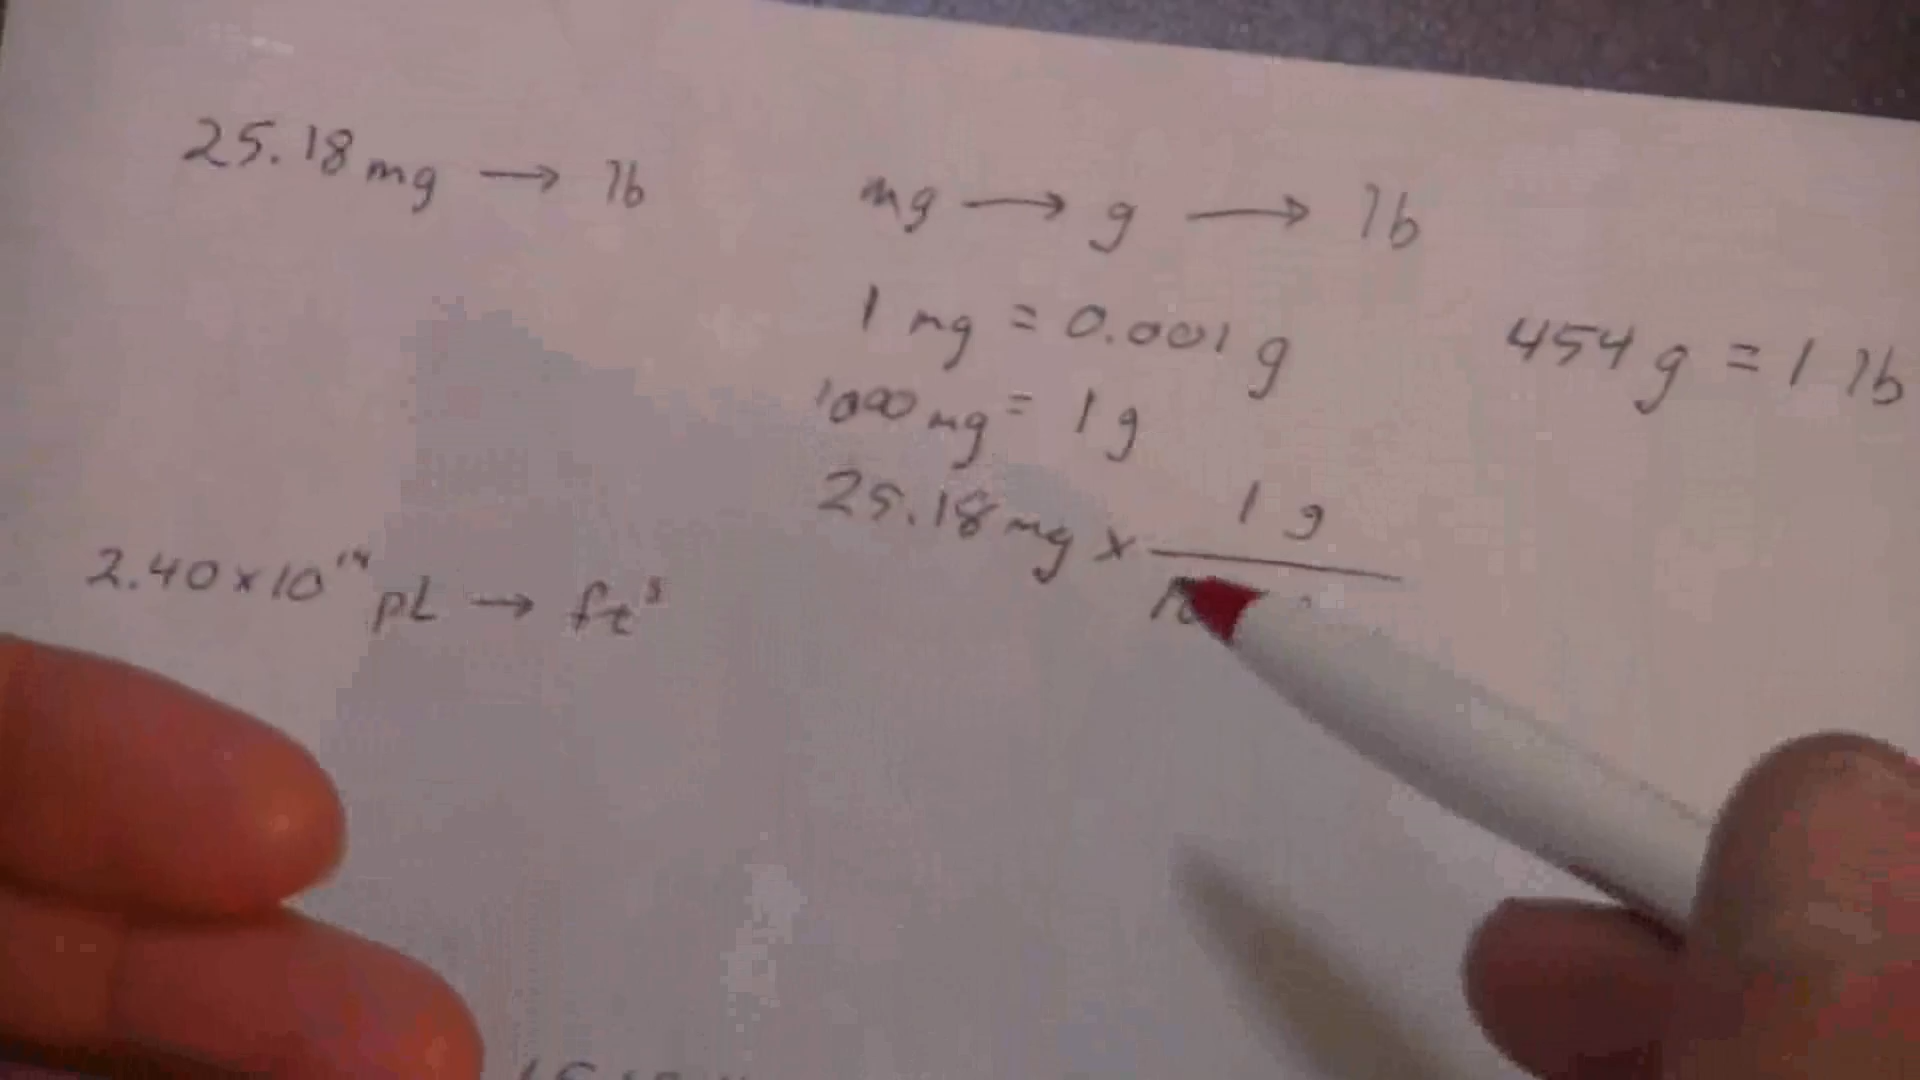 25.18 mg → lb
mg → g → lb
1 mg = 0.001 g
454 g = 1 lb
1000 mg = 1 g
25.18 mg × 1 g
2.40 × 10¹⁴ pL → ft³